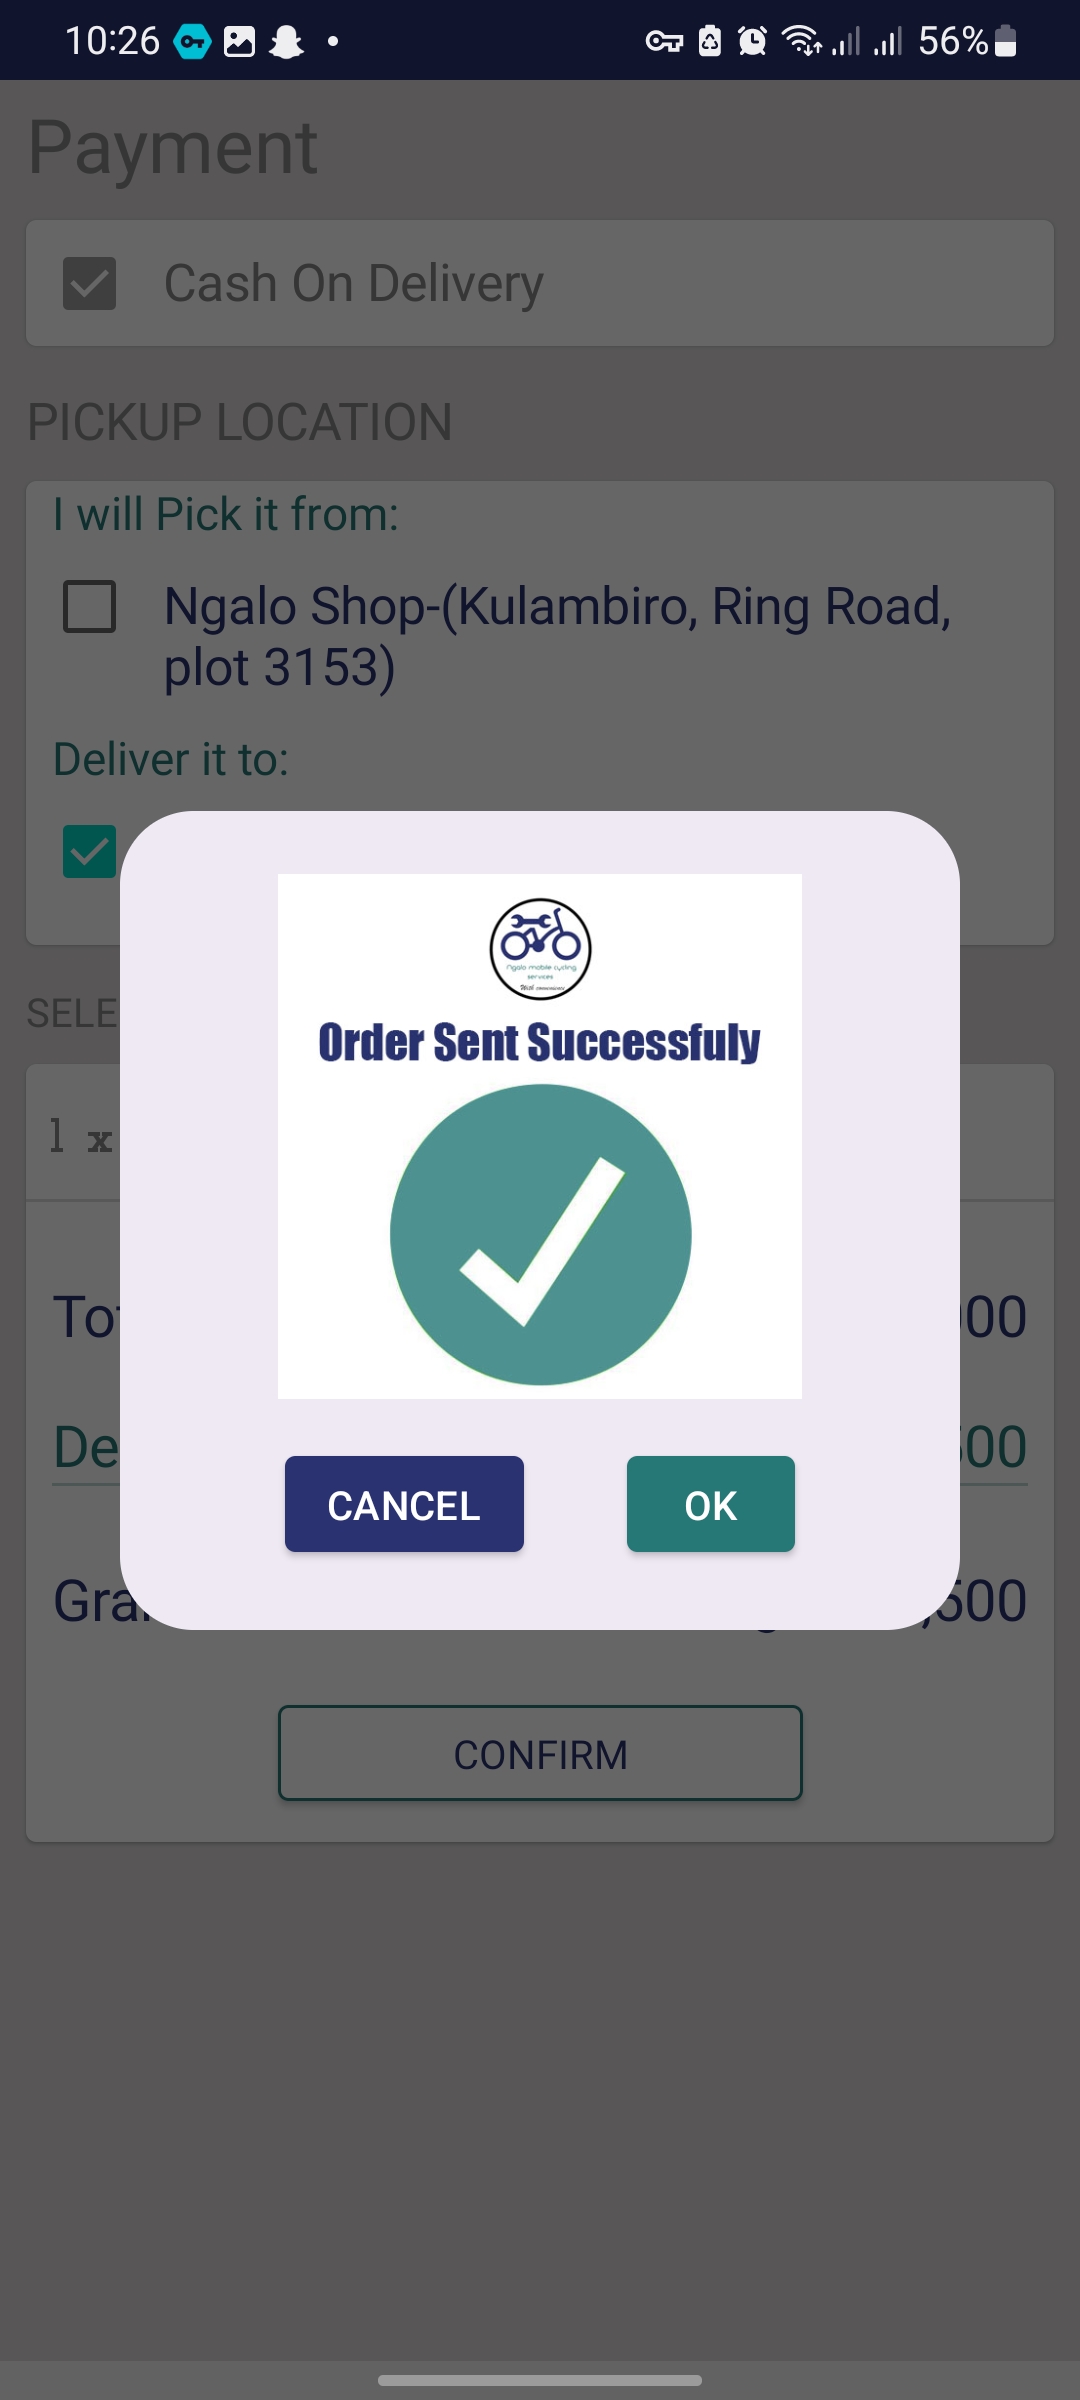 10:26
56%
Payment
Cash On Delivery
PICKUP LOCATION
I will Pick it from:
Ngalo Shop-(Kulambiro, Ring Road,
plot 3153)
Deliver it to:
Ngalo mobile cycling
services
With
Order Sent Successfuly
SELE
1 x
To
00
De
500
CANCEL
OK
Gra
,500
CONFIRM